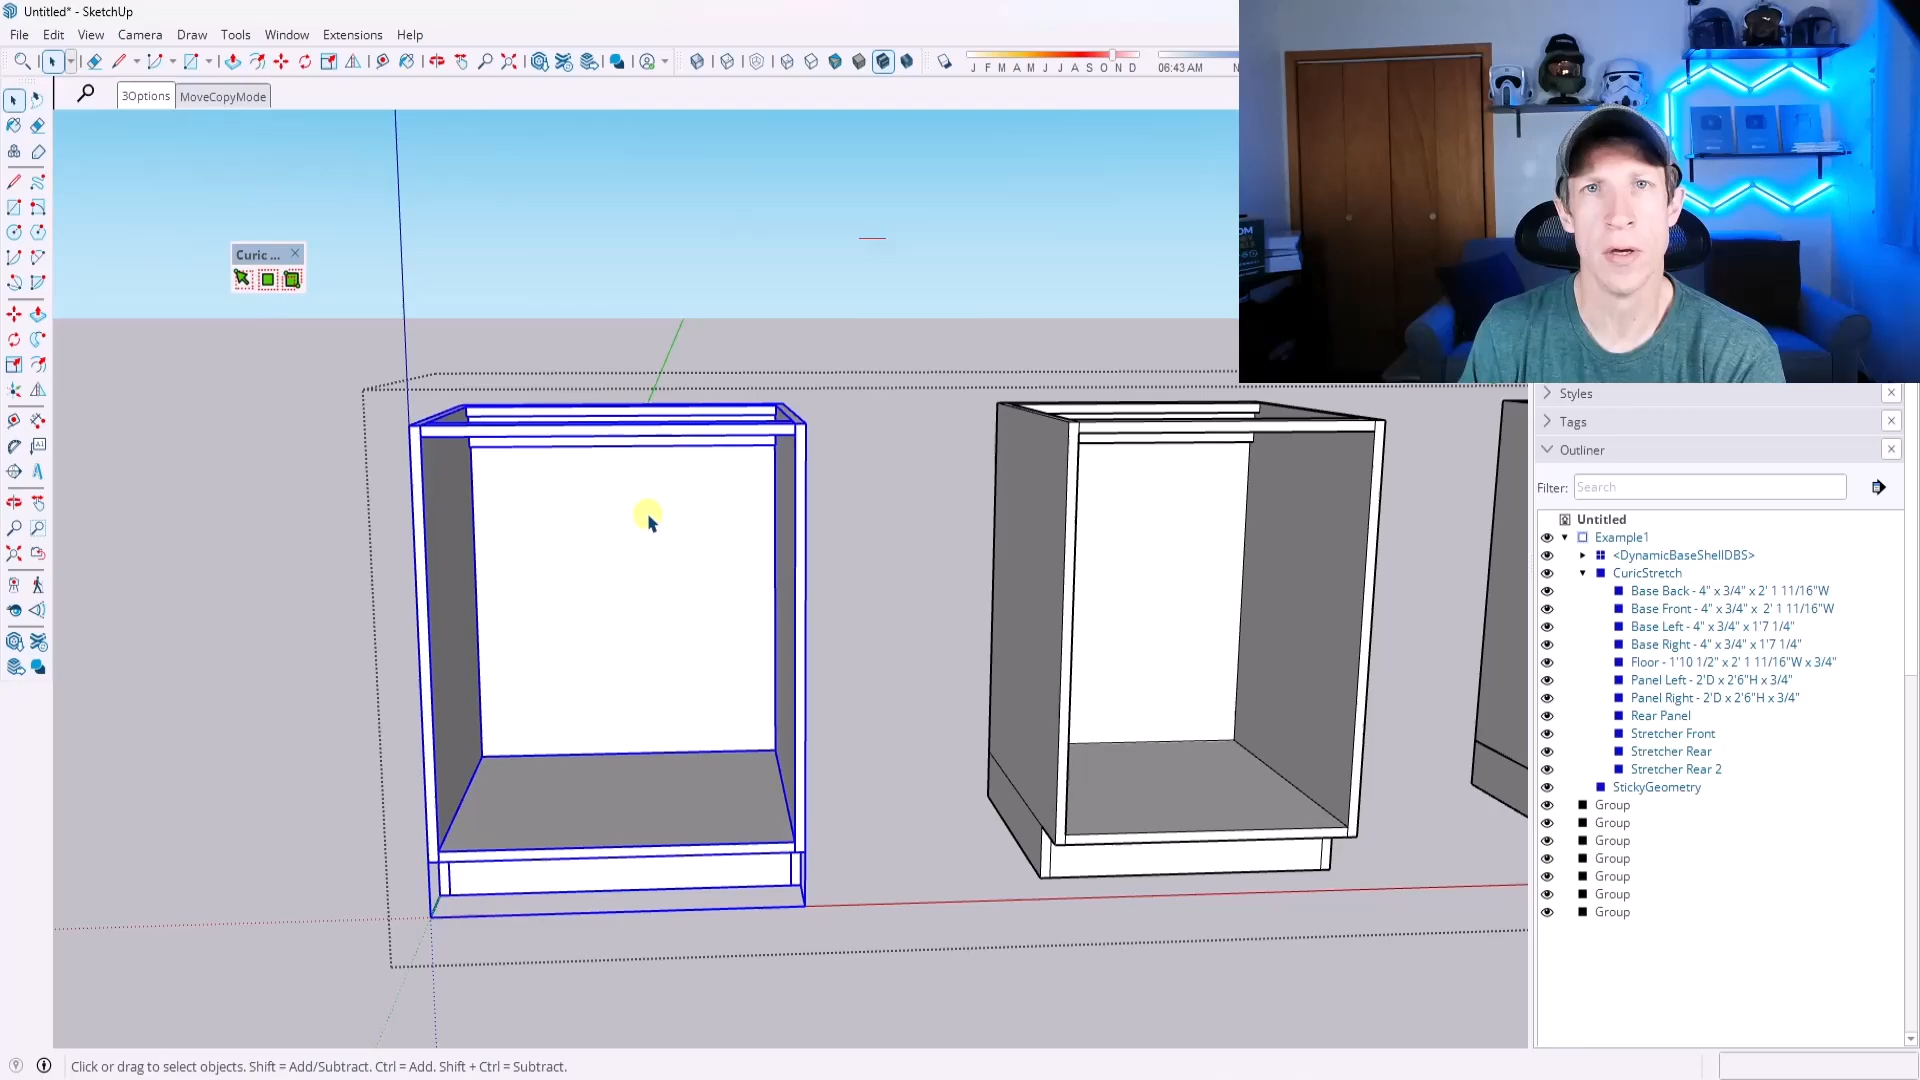 Untitled* - SketchUp
File Edit View Camera Draw Tools Window Extensions Help
J F M A M J J A S O N D
06:43 AM
N
3Options
MoveCopyMode
Curic ...
Styles
Tags
Outliner
Filter:
Search
Untitled
Example1
<DynamicBaseShellDBS>
CuricStretch
Base Back - 4" x 3/4" x 2' 1 11/16"W
Base Front - 4" x 3/4" x  2' 1 11/16"W
Base Left - 4" x 3/4" x 1'7 1/4"
Base Right - 4" x 3/4" x 1'7 1/4"
Floor - 1'10 1/2" x 2' 1 11/16"W x 3/4"
Panel Left - 2'D x 2'6"H x 3/4"
Panel Right - 2'D x 2'6"H x 3/4"
Rear Panel
Stretcher Front
Stretcher Rear
Stretcher Rear 2
StickyGeometry
Group
Group
Group
Group
Group
Group
Group
Click or drag to select objects. Shift = Add/Subtract. Ctrl = Add. Shift + Ctrl = Subtract.